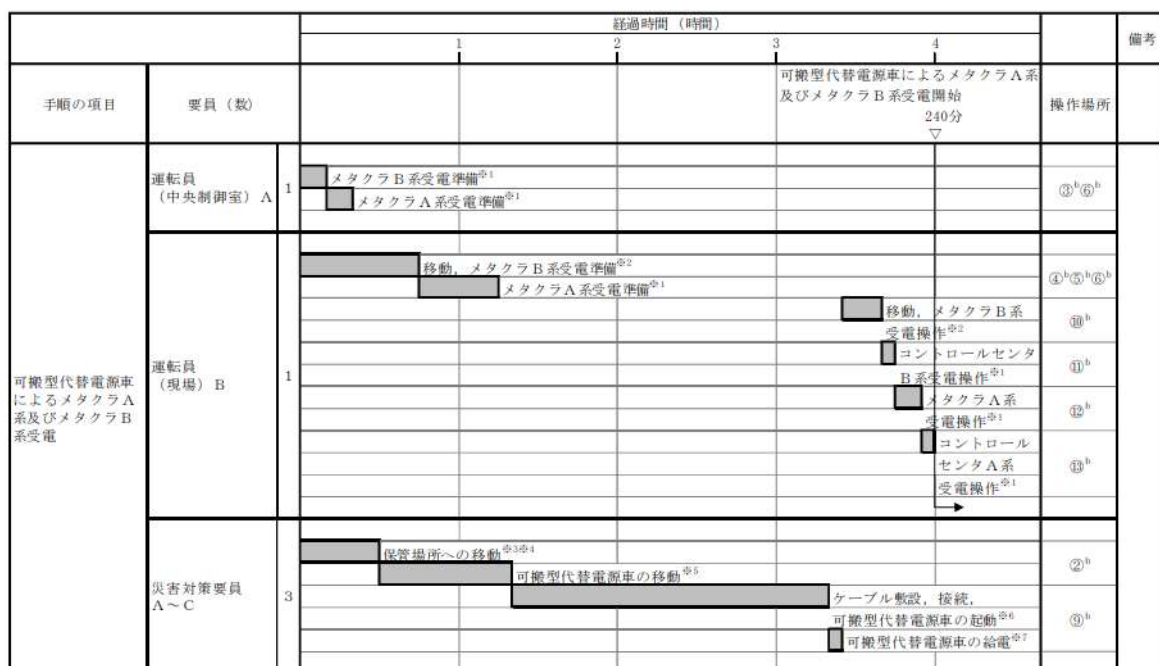 経過時間（時間）
備考
1
2
3
4
手順の項目
要員（数）
可搬型代替電源車によるメタクラＡ系
及びメタクラＢ系受電開始
240分
▽
操作場所
可搬型代替電源車
によるメタクラＡ
系及びメタクラＢ
系受電
運転員
（中央制御室）Ａ
1
メタクラＢ系受電準備※1
メタクラＡ系受電準備※1
③b⑥b
運転員
（現場）Ｂ
1
移動，メタクラＢ系受電準備※2
メタクラＡ系受電準備※1
④b⑤b⑥b
移動，メタクラＢ系
受電操作※2
⑩b
コントロールセンタ
Ｂ系受電操作※1
⑪b
メタクラＡ系
受電操作※1
⑫b
コントロール
センタＡ系
受電操作※1
⑬b
災害対策要員
Ａ～Ｃ
3
保管場所への移動※3※4
可搬型代替電源車の移動※5
②b
ケーブル敷設，接続，
可搬型代替電源車の起動※6
可搬型代替電源車の給電※7
⑨b